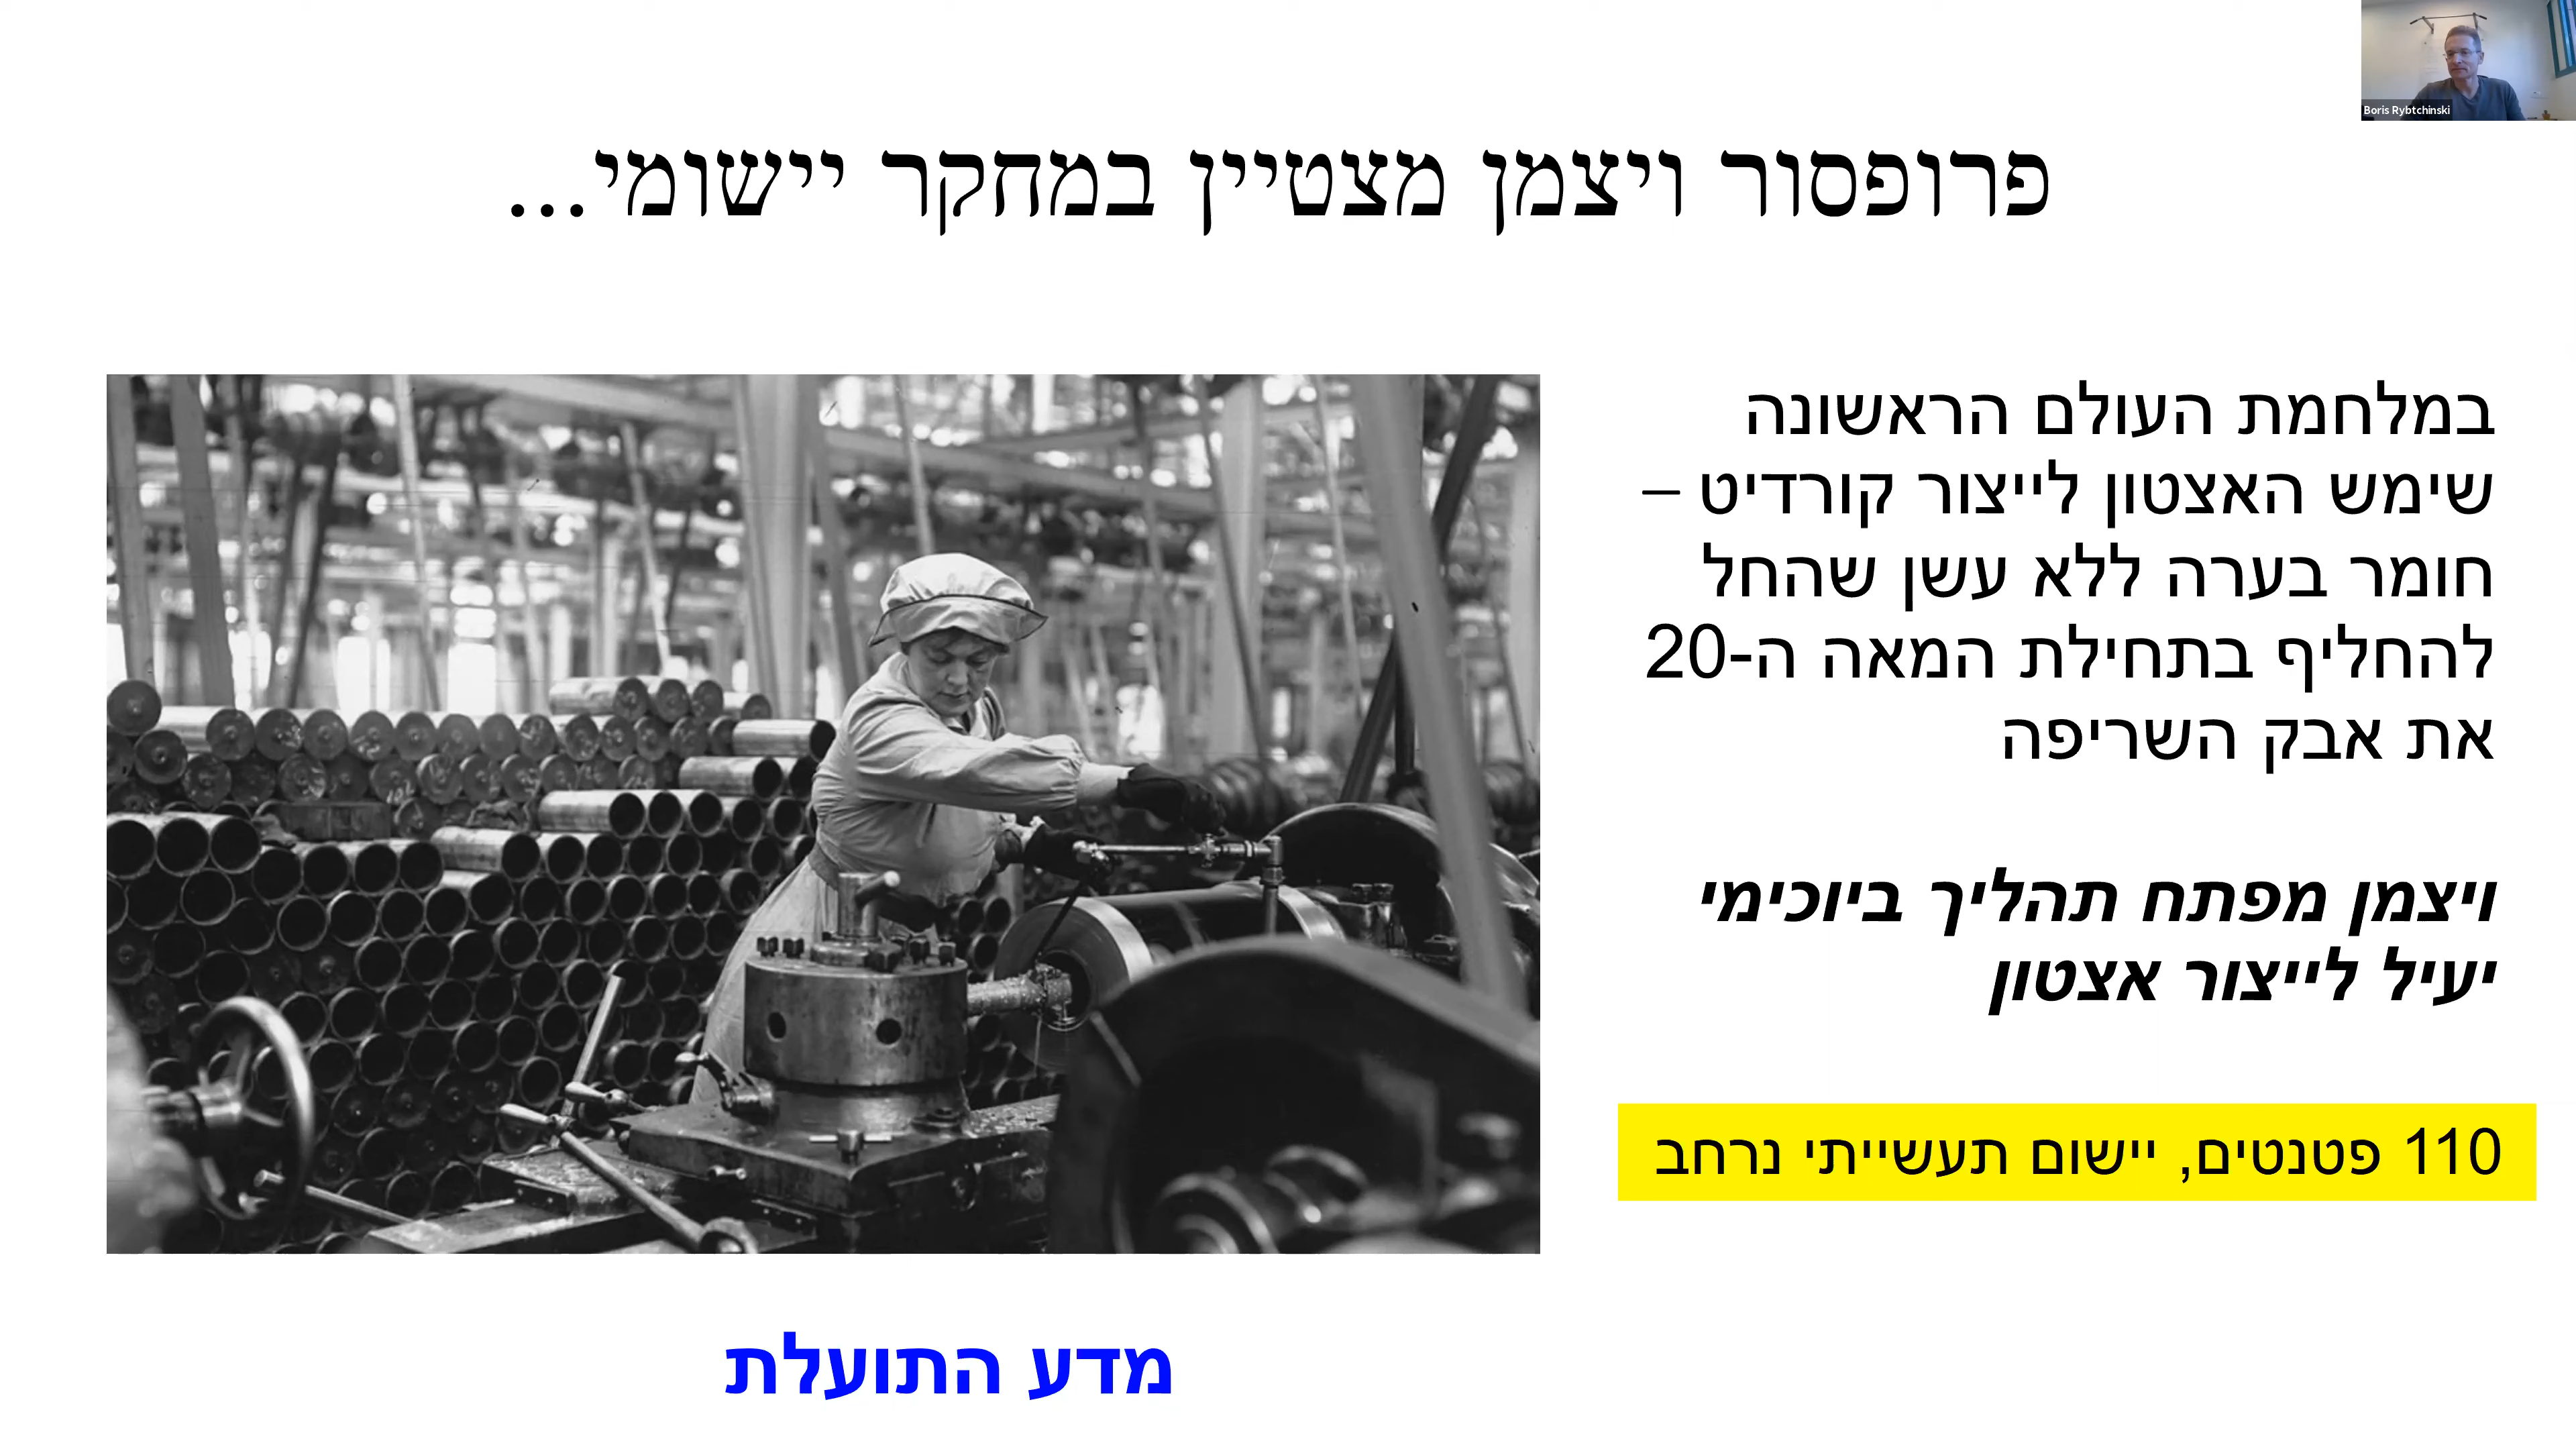 Boris Rybtchinski
פרופסור ויצמן מצטיין במחקר יישומי...
במלחמת העולם הראשונה
שימש האצטון לייצור קורדיט –
חומר בערה ללא עשן שהחל
להחליף בתחילת המאה ה-20
את אבק השריפה
ויצמן מפתח תהליך ביוכימי
יעיל לייצור אצטון
110 פטנטים, יישום תעשייתי נרחב
מדע התועלת